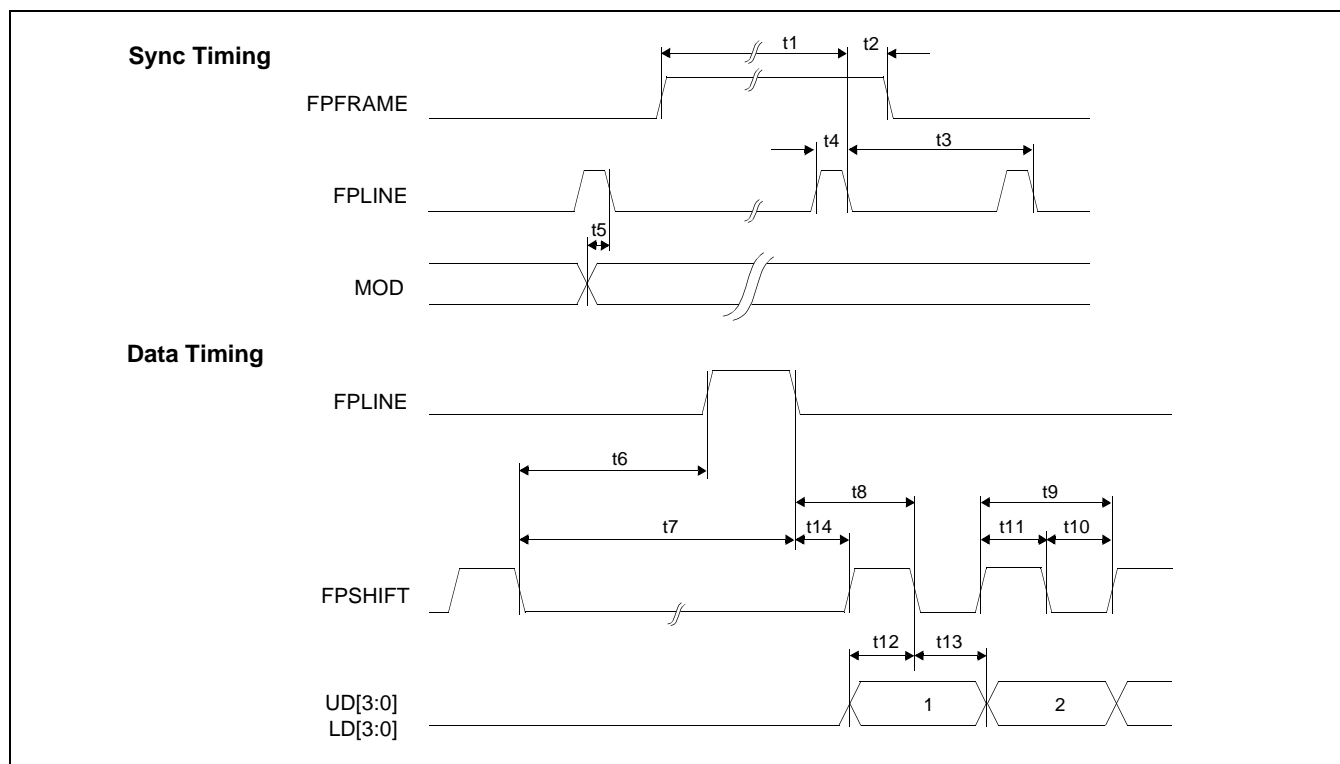 Sync Timing
t1
t2
FPFRAME
t4
t3
FPLINE
t5
MOD
Data Timing
FPLINE
t6
t8
t9
t7
t14
t11
t10
FPSHIFT
t12
t13
UD[3:0]
1
2
LD[3:0]